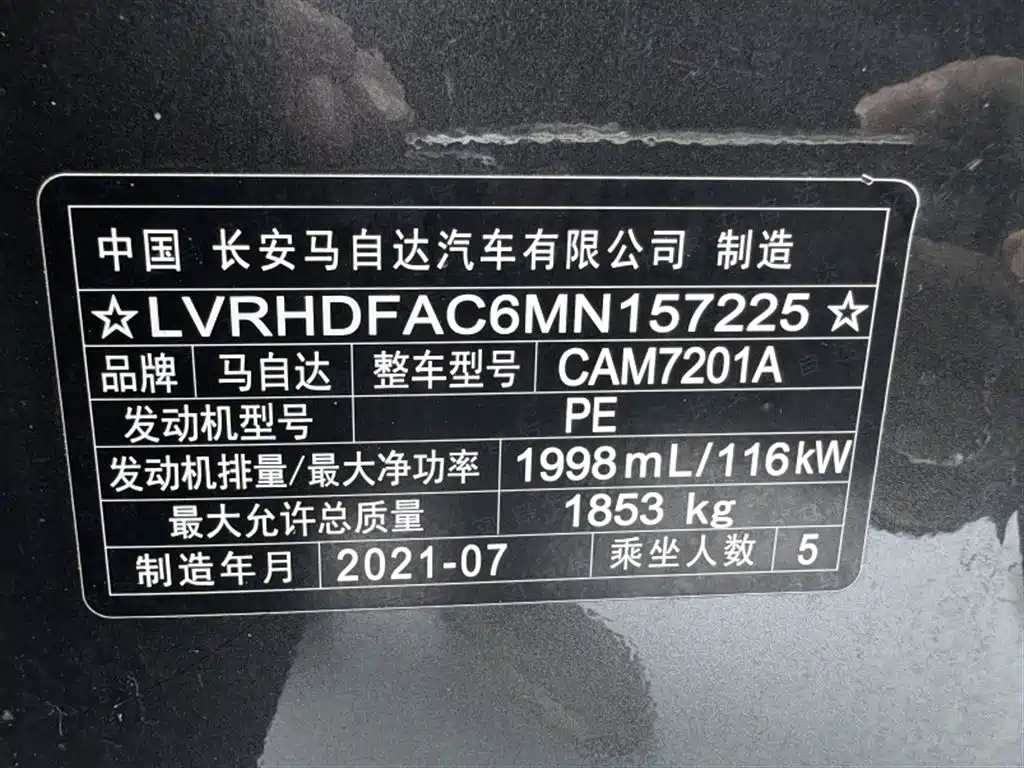 中国 长安马自达汽车有限公司 制造
☆LVRHDFAC6MN157225☆
品牌 马自达 整车型号 CAM7201A
发动机型号 PE
发动机排量/最大净功率 1998mL/116kW
最大允许总质量 1853 kg
制造年月 2021-07 乘坐人数 5